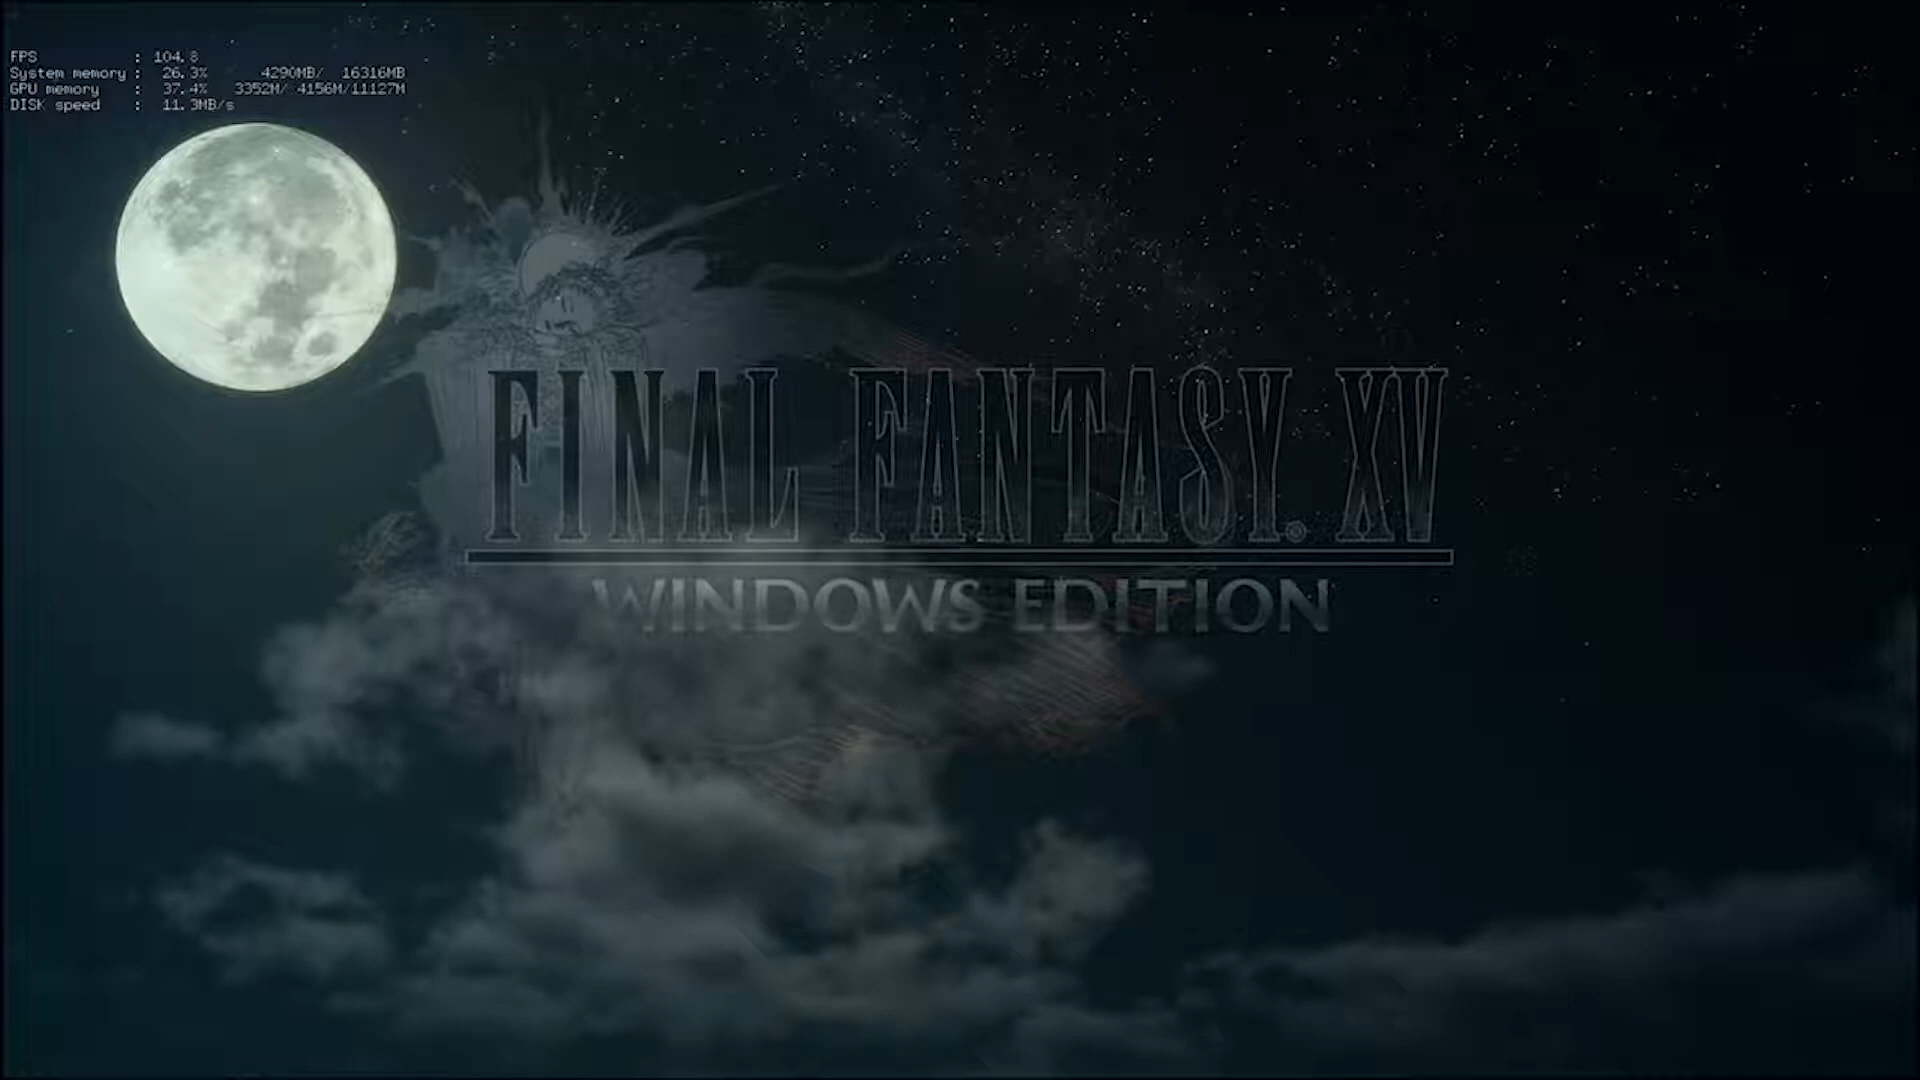 FPS : 104.8
System memory : 26.3% 4290MB/ 16316MB
GPU memory : 37.4% 3352M/ 4156M/11127M
DISK speed : 11.3MB/s
FINAL FANTASY® XV
WINDOWS EDITION